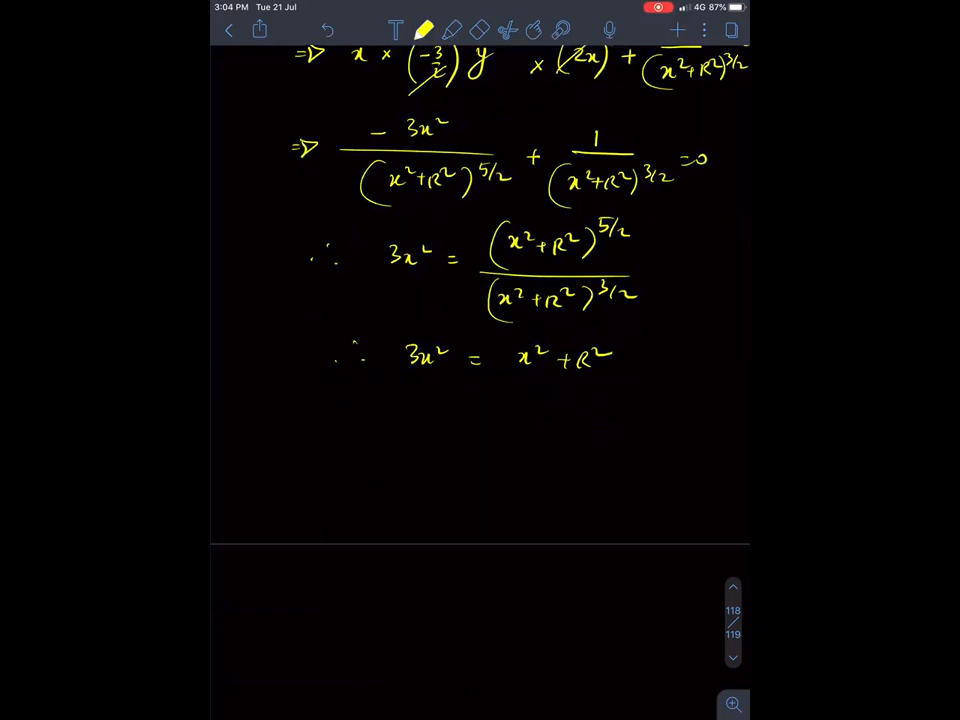 3:04 PM Tue 21 Jul 4G 87%
T
=> x × (-3/2) y × (2x) + (x²+R²)^3/2
=> - 3x² / (x²+R²)^5/2 + 1 / (x²+R²)^3/2 =0
∴ 3x² = (x²+R²)^5/2 / (x²+R²)^3/2
∴ 3x² = x² +R²
118
119